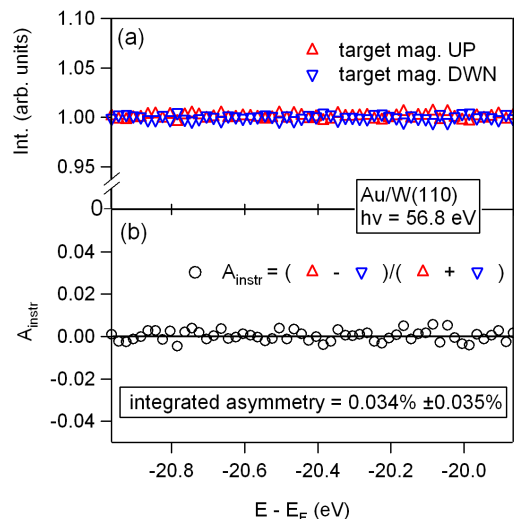 (a)
△ target mag. UP
▽ target mag. DWN
Int. (arb. units)
1.10
1.05
1.00
0.95
0
Au/W(110)
hν = 56.8 eV
(b)
○ A_instr = ( △ - ▽ )/( △ + ▽ )
A_instr
0.04
0.02
0.00
-0.02
-0.04
integrated asymmetry = 0.034% ±0.035%
-20.8 -20.6 -20.4 -20.2 -20.0
E - E_F (eV)